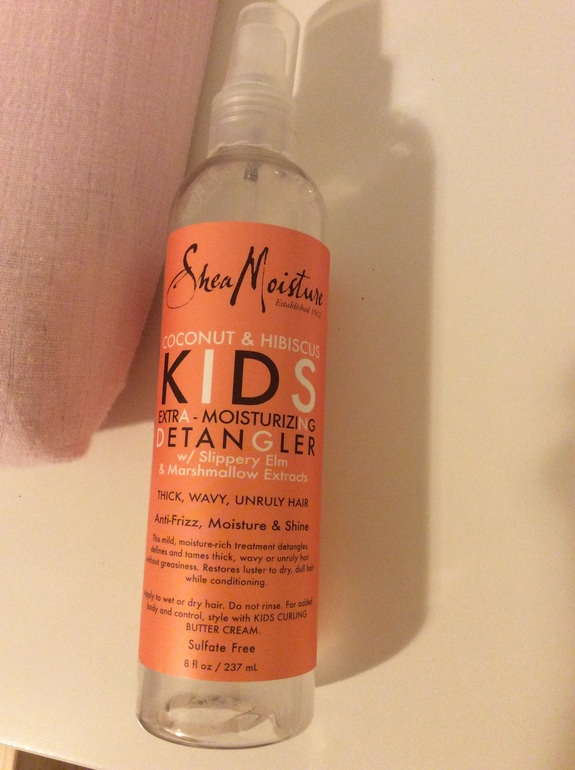 SheaMoisture
Established 1912
COCONUT & HIBISCUS
KIDS
EXTRA-MOISTURIZING
DETANGLER
w/ Slippery Elm
& Marshmallow Extracts
THICK, WAVY, UNRULY HAIR
Anti-Frizz, Moisture & Shine
This mild, moisture-rich treatment detangles,
defines and tames thick, wavy or unruly hair
without greasiness. Restores luster to dry, dull hair
while conditioning.
Apply to wet or dry hair. Do not rinse. For added
body and control, style with KIDS CURLING
BUTTER CREAM.
Sulfate Free
8 fl oz / 237 mL